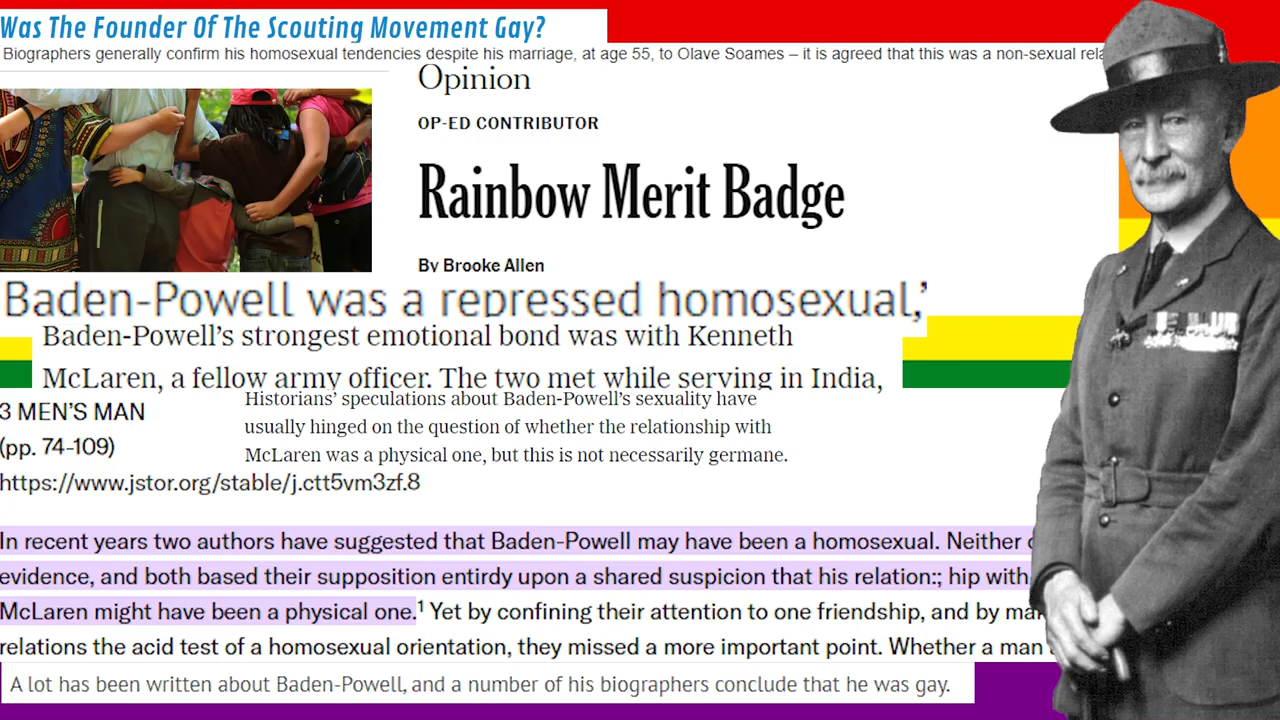 Was The Founder Of The Scouting Movement Gay?
Biographers generally confirm his homosexual tendencies despite his marriage, at age 55, to Olave Soames – it is agreed that this was a non-sexual
Opinion
OP-ED CONTRIBUTOR
Rainbow Merit Badge
By Brooke Allen
Baden-Powell was a repressed homosexual,'
Baden-Powell's strongest emotional bond was with Kenneth
McLaren, a fellow army officer. The two met while serving in India,
3 MEN'S MAN
(pp. 74-109)
https://www.jstor.org/stable/j.ctt5vm3zf.8
Historians' speculations about Baden-Powell's sexuality have
usually hinged on the question of whether the relationship with
McLaren was a physical one, but this is not necessarily germane.
In recent years two authors have suggested that Baden-Powell may have been a homosexual. Neither
evidence, and both based their supposition entirdy upon a shared suspicion that his relation:; hip with
McLaren might have been a physical one.¹ Yet by confining their attention to one friendship, and by
relations the acid test of a homosexual orientation, they missed a more important point. Whether a man
A lot has been written about Baden-Powell, and a number of his biographers conclude that he was gay.